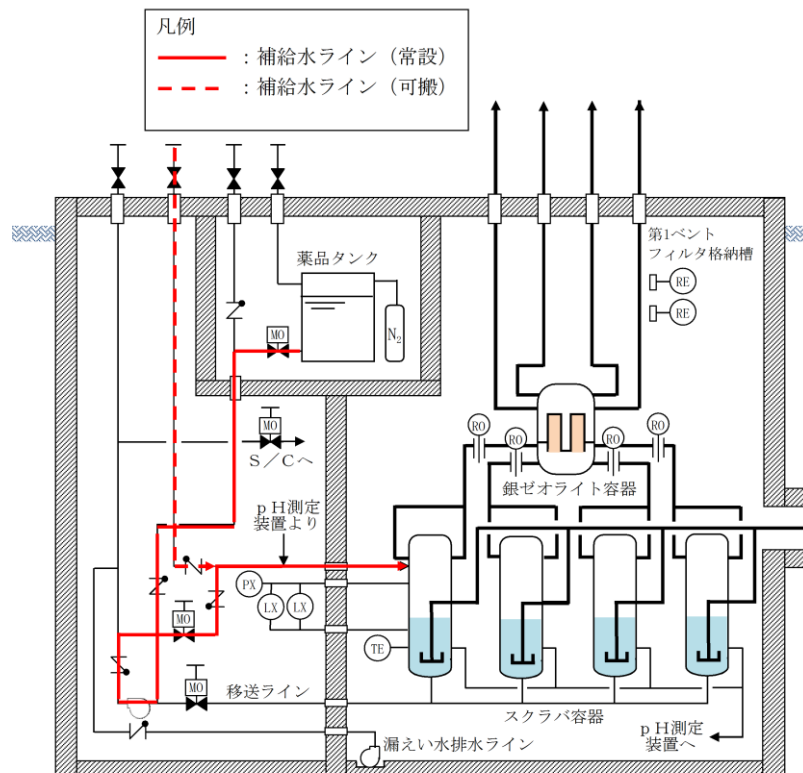 凡例
：補給水ライン（常設）
：補給水ライン（可搬）
第1ベント
フィルタ格納槽
RE
RE
薬品タンク
N₂
MO
MO
S／Cへ
RO
RO
RO
RO
銀ゼオライト容器
ｐH測定
装置より
PX
LX
LX
MO
TE
MO
移送ライン
スクラバ容器
ｐH測定
装置へ
漏えい水排水ライン